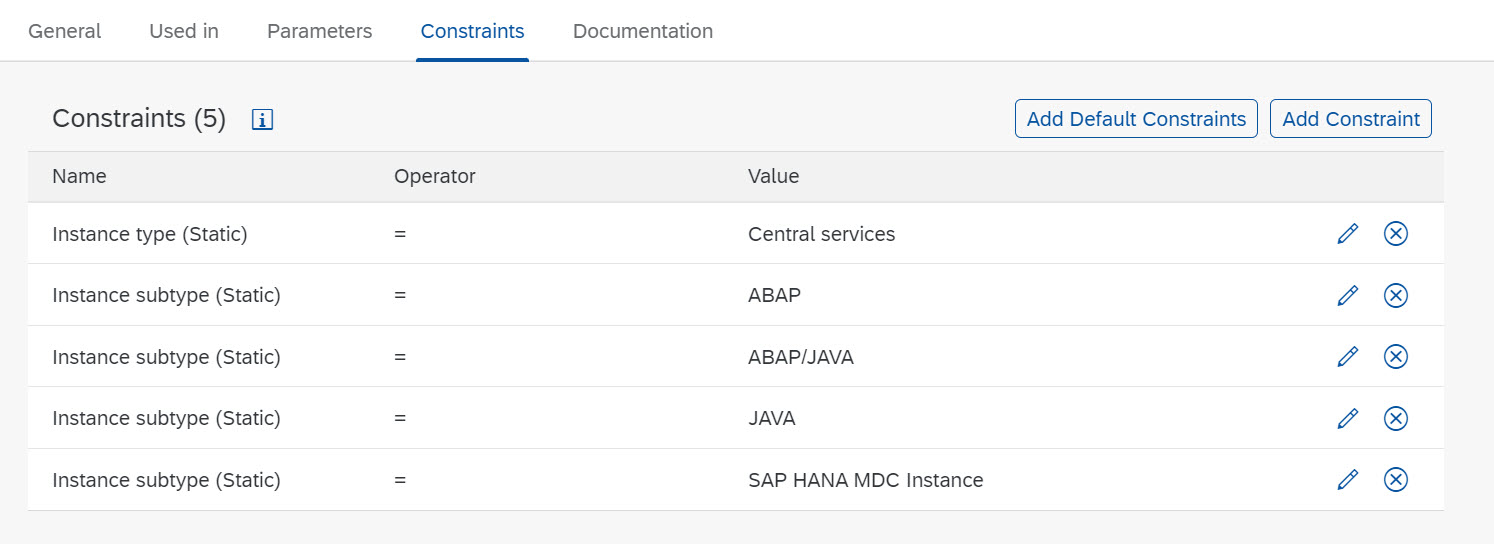 General Used in Parameters Constraints Documentation
Constraints (5) Add Default Constraints Add Constraint
Name Operator Value
Instance type (Static) = Central services
Instance subtype (Static) = ABAP
Instance subtype (Static) = ABAP/JAVA
Instance subtype (Static) = JAVA
Instance subtype (Static) = SAP HANA MDC Instance